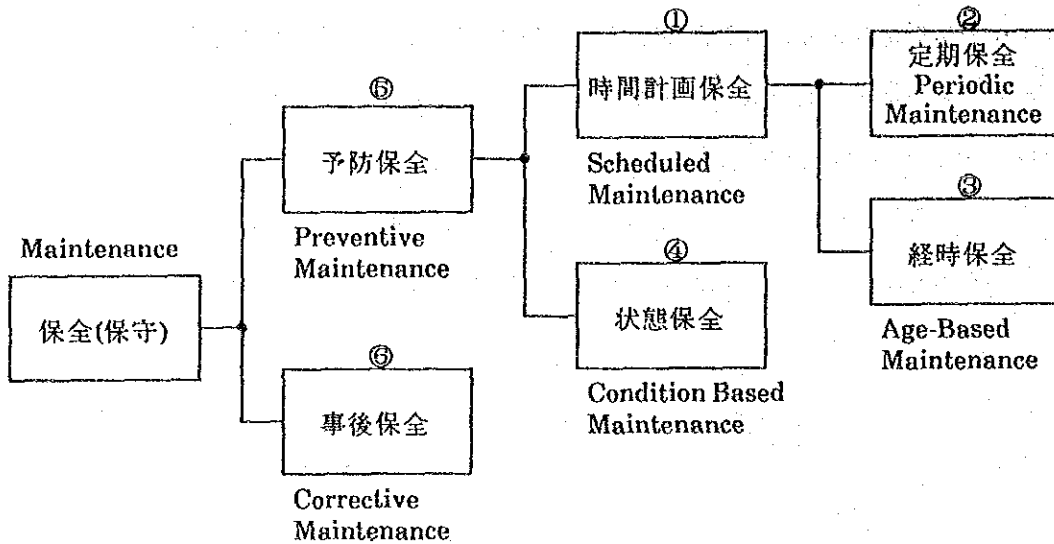 Maintenance
保全(保守)
⑥
予防保全
Preventive
Maintenance
⑥
事後保全
Corrective
Maintenance
①
時間計画保全
Scheduled
Maintenance
④
状態保全
Condition Based
Maintenance
②
定期保全
Periodic
Maintenance
③
経時保全
Age-Based
Maintenance